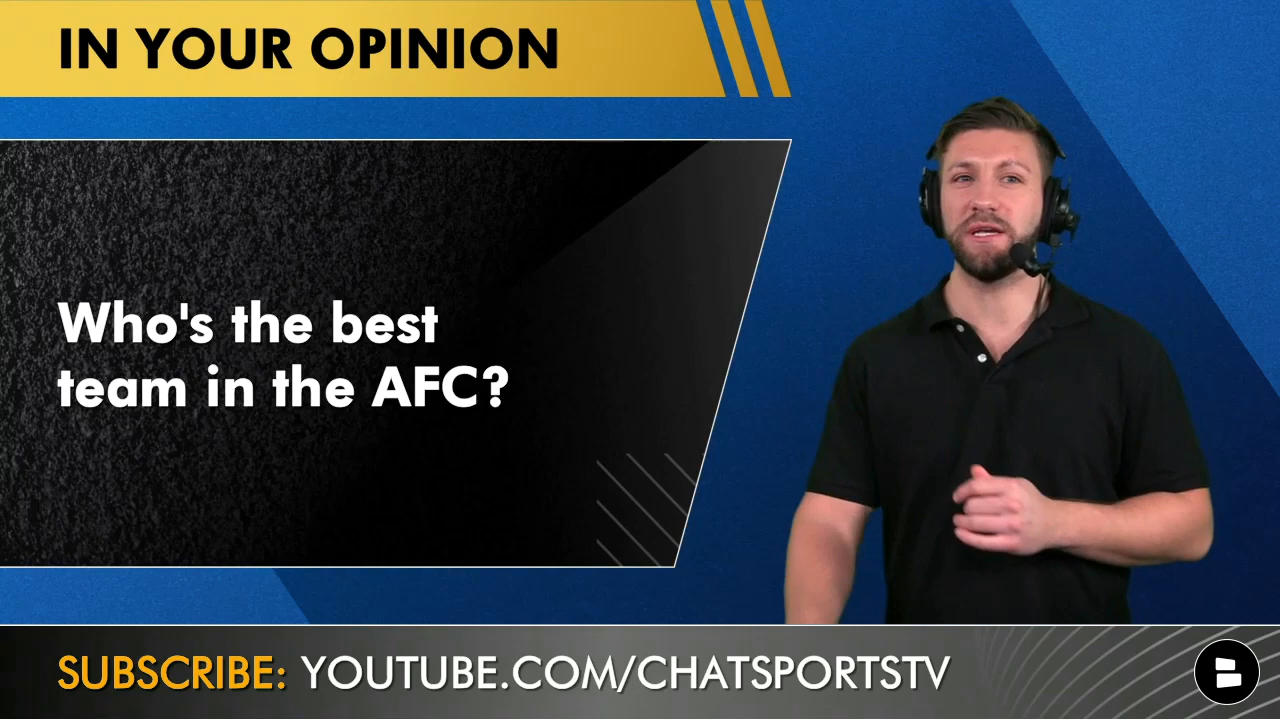 IN YOUR OPINION
Who's the best
team in the AFC?
SUBSCRIBE: YOUTUBE.COM/CHATSPORTSTV